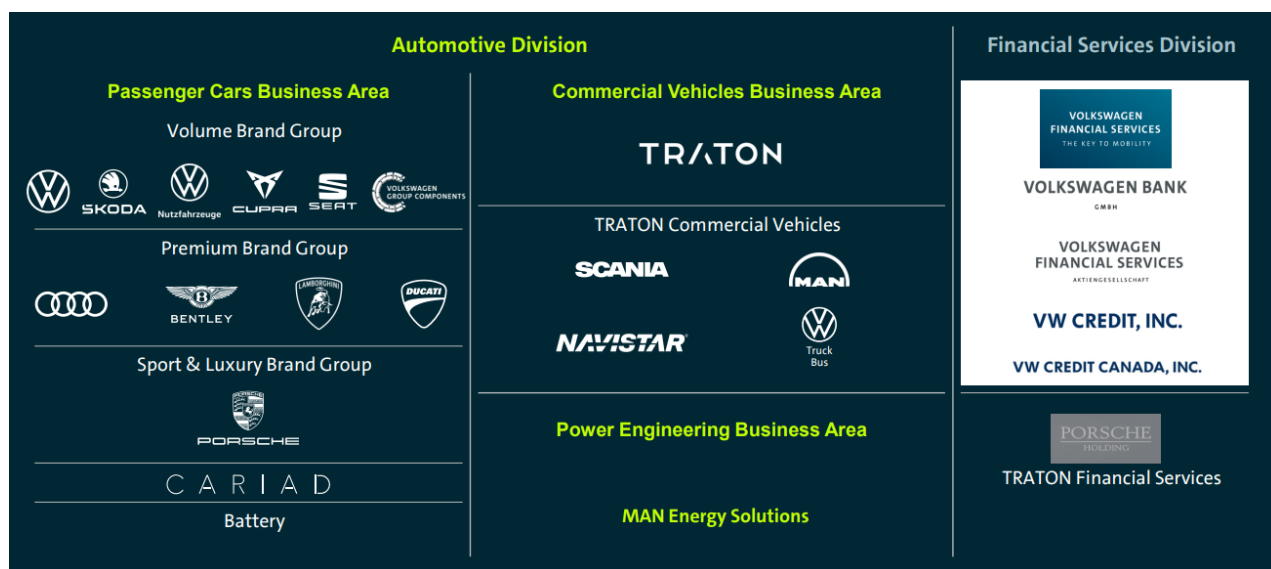 Automotive Division
Financial Services Division
Passenger Cars Business Area
Commercial Vehicles Business Area
Volume Brand Group
VOLKSWAGEN
FINANCIAL SERVICES
THE KEY TO MOBILITY
TRATON
SKODA
Nutzfahrzeuge
CUPRA
SEAT
VOLKSWAGEN
GROUP COMPONENTS
VOLKSWAGEN BANK
GMBH
TRATON Commercial Vehicles
Premium Brand Group
VOLKSWAGEN
FINANCIAL SERVICES
AKTIENGESELLSCHAFT
SCANIA
MAN
B
BENTLEY
LAMBORGHINI
DUCATI
VW CREDIT, INC.
NAVISTAR
Truck
Bus
Sport & Luxury Brand Group
VW CREDIT CANADA, INC.
PORSCHE
Power Engineering Business Area
PORSCHE
HOLDING
TRATON Financial Services
CARIAD
Battery
MAN Energy Solutions